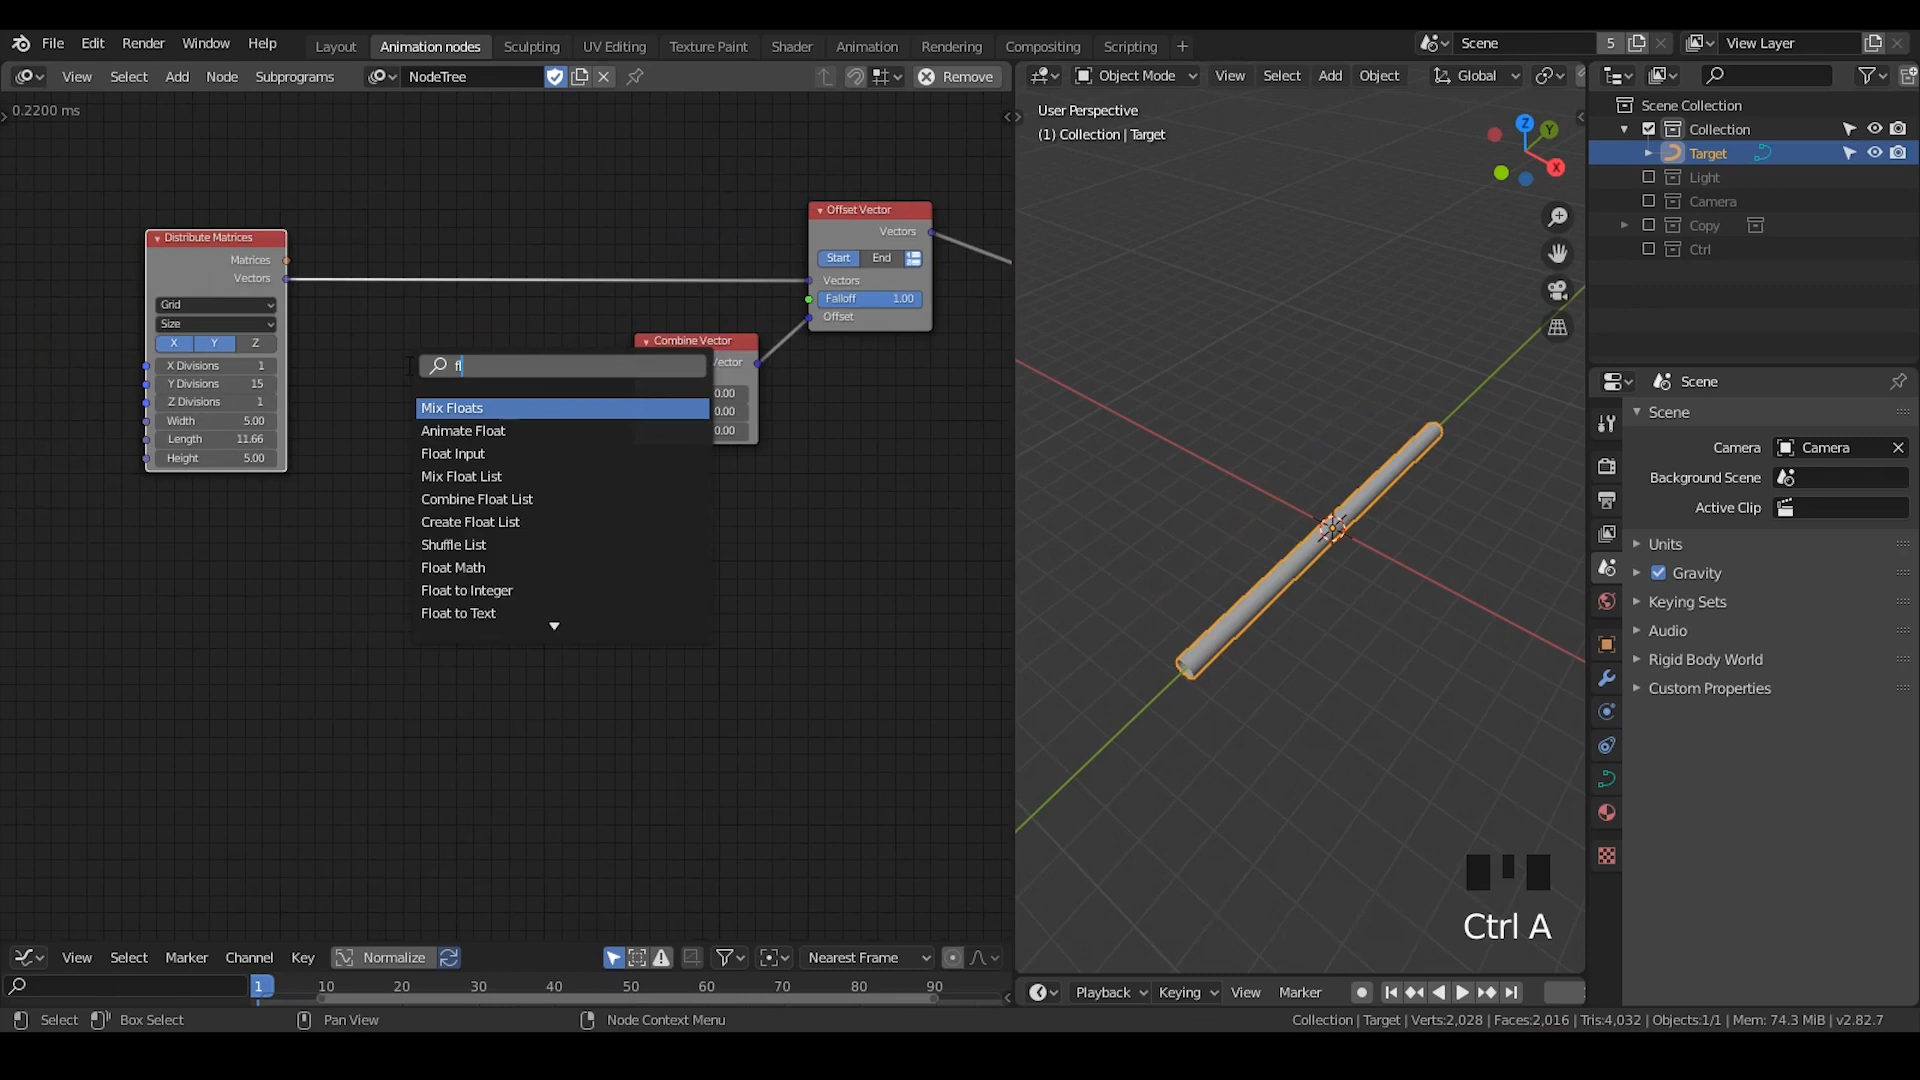 File Edit Render Window Help Layout Animation nodes Sculpting UV Editing Texture Paint Shader Animation Rendering Compositing Scripting + Scene 5 View Layer
View Select Add Node Subprograms NodeTree Remove Object Mode View Select Add Object Global
0.2200 ms
User Perspective
(1) Collection | Target
Z
Y
X
Scene Collection
Collection
Target
Light
Camera
Copy
Ctrl
Distribute Matrices
Matrices
Vectors
Grid
Size
X Y Z
X Divisions 1
Y Divisions 15
Z Divisions 1
Width 5.00
Length 11.66
Height 5.00
Offset Vector
Vectors
Start End
Vectors
Falloff 1.00
Offset
Combine Vector
Vector
0.00
0.00
0.00
fl
Mix Floats
Animate Float
Float Input
Mix Float List
Combine Float List
Create Float List
Shuffle List
Float Math
Float to Integer
Float to Text
Scene
Scene
Camera Camera
Background Scene
Active Clip
Units
Gravity
Keying Sets
Audio
Rigid Body World
Custom Properties
Ctrl A
View Select Marker Channel Key Normalize Nearest Frame
1 10 20 30 40 50 60 70 80 90
Playback Keying View Marker
Select Box Select Pan View Node Context Menu Collection | Target | Verts:2,028 | Faces:2,016 | Tris:4,032 | Objects:1/1 | Mem: 74.3 MiB | v2.82.7